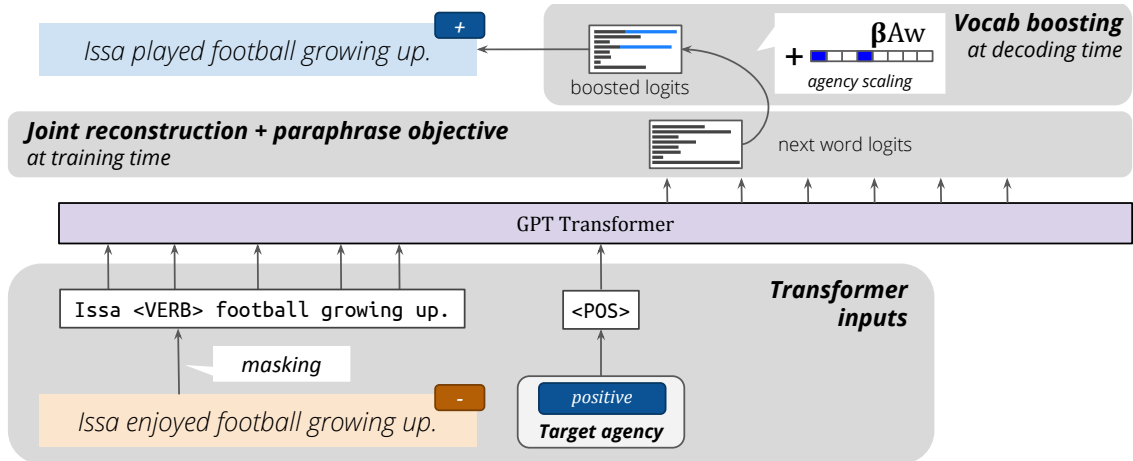 +
Issa played football growing up.
boosted logits
+
βAw
agency scaling
Vocab boosting
at decoding time
Joint reconstruction + paraphrase objective
at training time
next word logits
GPT Transformer
Issa <VERB> football growing up.
<POS>
Transformer
inputs
masking
-
Issa enjoyed football growing up.
positive
Target agency